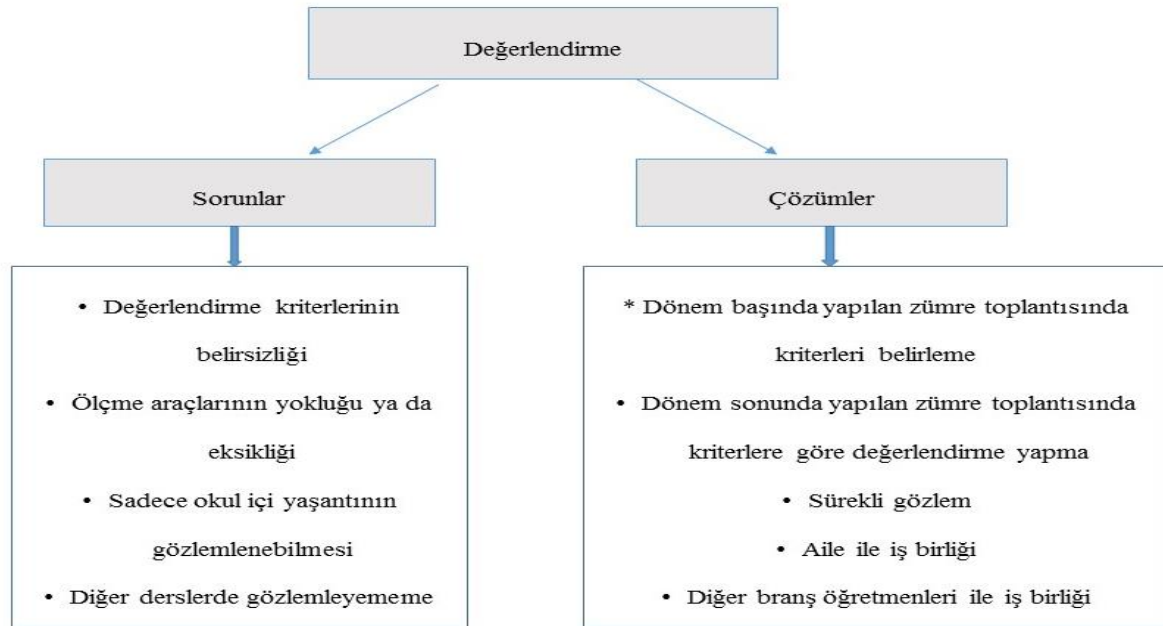 Değerlendirme
Sorunlar
• Değerlendirme kriterlerinin
belirsizliği
• Ölçme araçlarının yokluğu ya da
eksikliği
• Sadece okul içi yaşantının
gözlemlenebilmesi
• Diğer derslerde gözlemleyememe
Çözümler
* Dönem başında yapılan zümre toplantısında
kriterleri belirleme
• Dönem sonunda yapılan zümre toplantısında
kriterlere göre değerlendirme yapma
• Sürekli gözlem
• Aile ile iş birliği
• Diğer branş öğretmenleri ile iş birliği